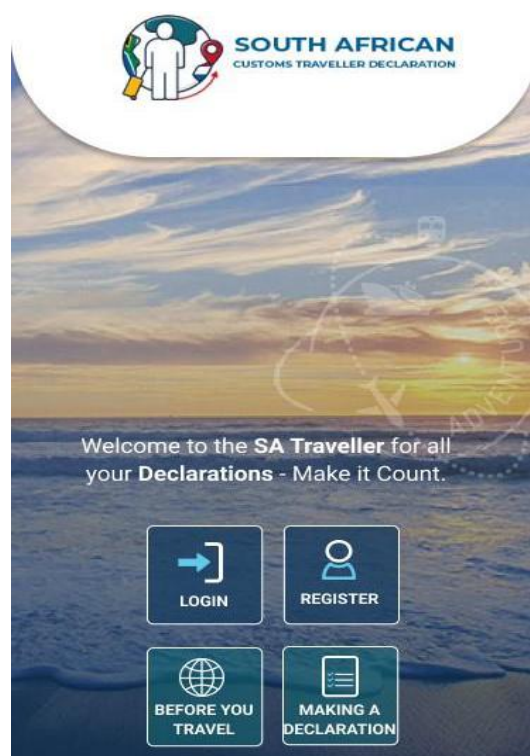 SOUTH AFRICAN
CUSTOMS TRAVELLER DECLARATION
ADVENTURE
Welcome to the SA Traveller for all
your Declarations - Make it Count.
LOGIN
REGISTER
BEFORE YOU
TRAVEL
MAKING A
DECLARATION